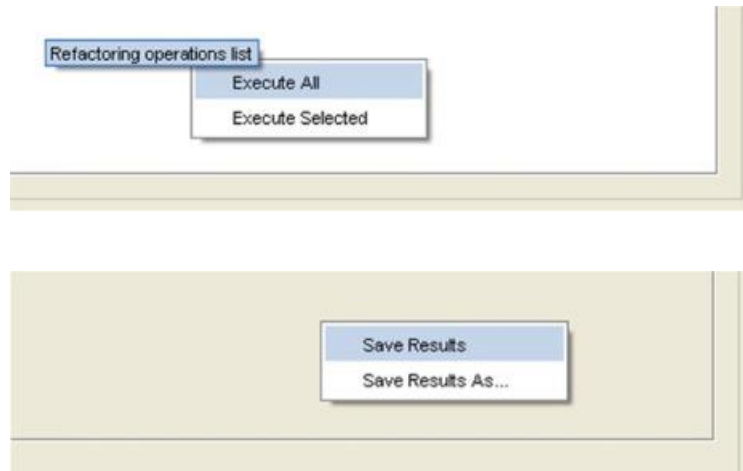 Refactoring operations list
Execute All
Execute Selected
Save Results
Save Results As...